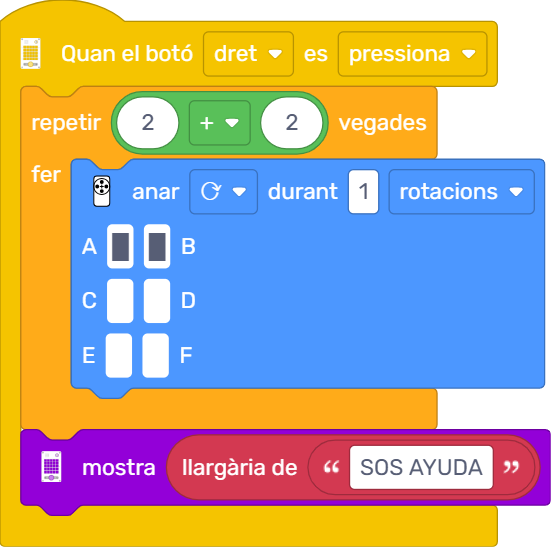 Quan el botó dret es pressiona
repetir 2 + 2 vegades
fer
anar durant 1 rotacions
A B
C D
E F
mostra llargària de “ SOS AYUDA ”